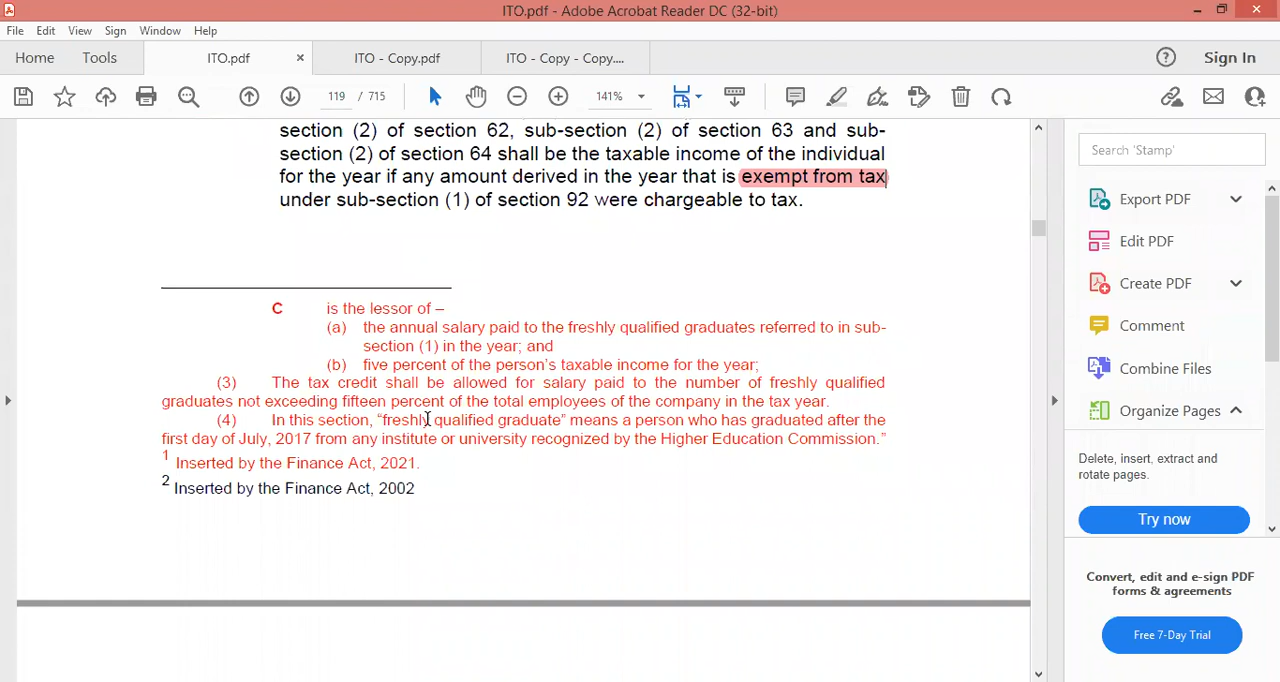 ITO.pdf - Adobe Acrobat Reader DC (32-bit)
File Edit View Sign Window Help
Home Tools ITO.pdf × ITO - Copy.pdf ITO - Copy - Copy.... ? Sign In
119 / 715 141%
section (2) of section 62, sub-section (2) of section 63 and sub-
section (2) of section 64 shall be the taxable income of the individual
for the year if any amount derived in the year that is exempt from tax
under sub-section (1) of section 92 were chargeable to tax.
C is the lessor of –
(a) the annual salary paid to the freshly qualified graduates referred to in sub-
section (1) in the year; and
(b) five percent of the person's taxable income for the year;
(3) The tax credit shall be allowed for salary paid to the number of freshly qualified
graduates not exceeding fifteen percent of the total employees of the company in the tax year.
(4) In this section, “freshly qualified graduate” means a person who has graduated after the
first day of July, 2017 from any institute or university recognized by the Higher Education Commission.”
1 Inserted by the Finance Act, 2021.
2 Inserted by the Finance Act, 2002
Search 'Stamp'
Export PDF
Edit PDF
Create PDF
Comment
Combine Files
Organize Pages
Delete, insert, extract and
rotate pages.
Try now
Convert, edit and e-sign PDF
forms & agreements
Free 7-Day Trial